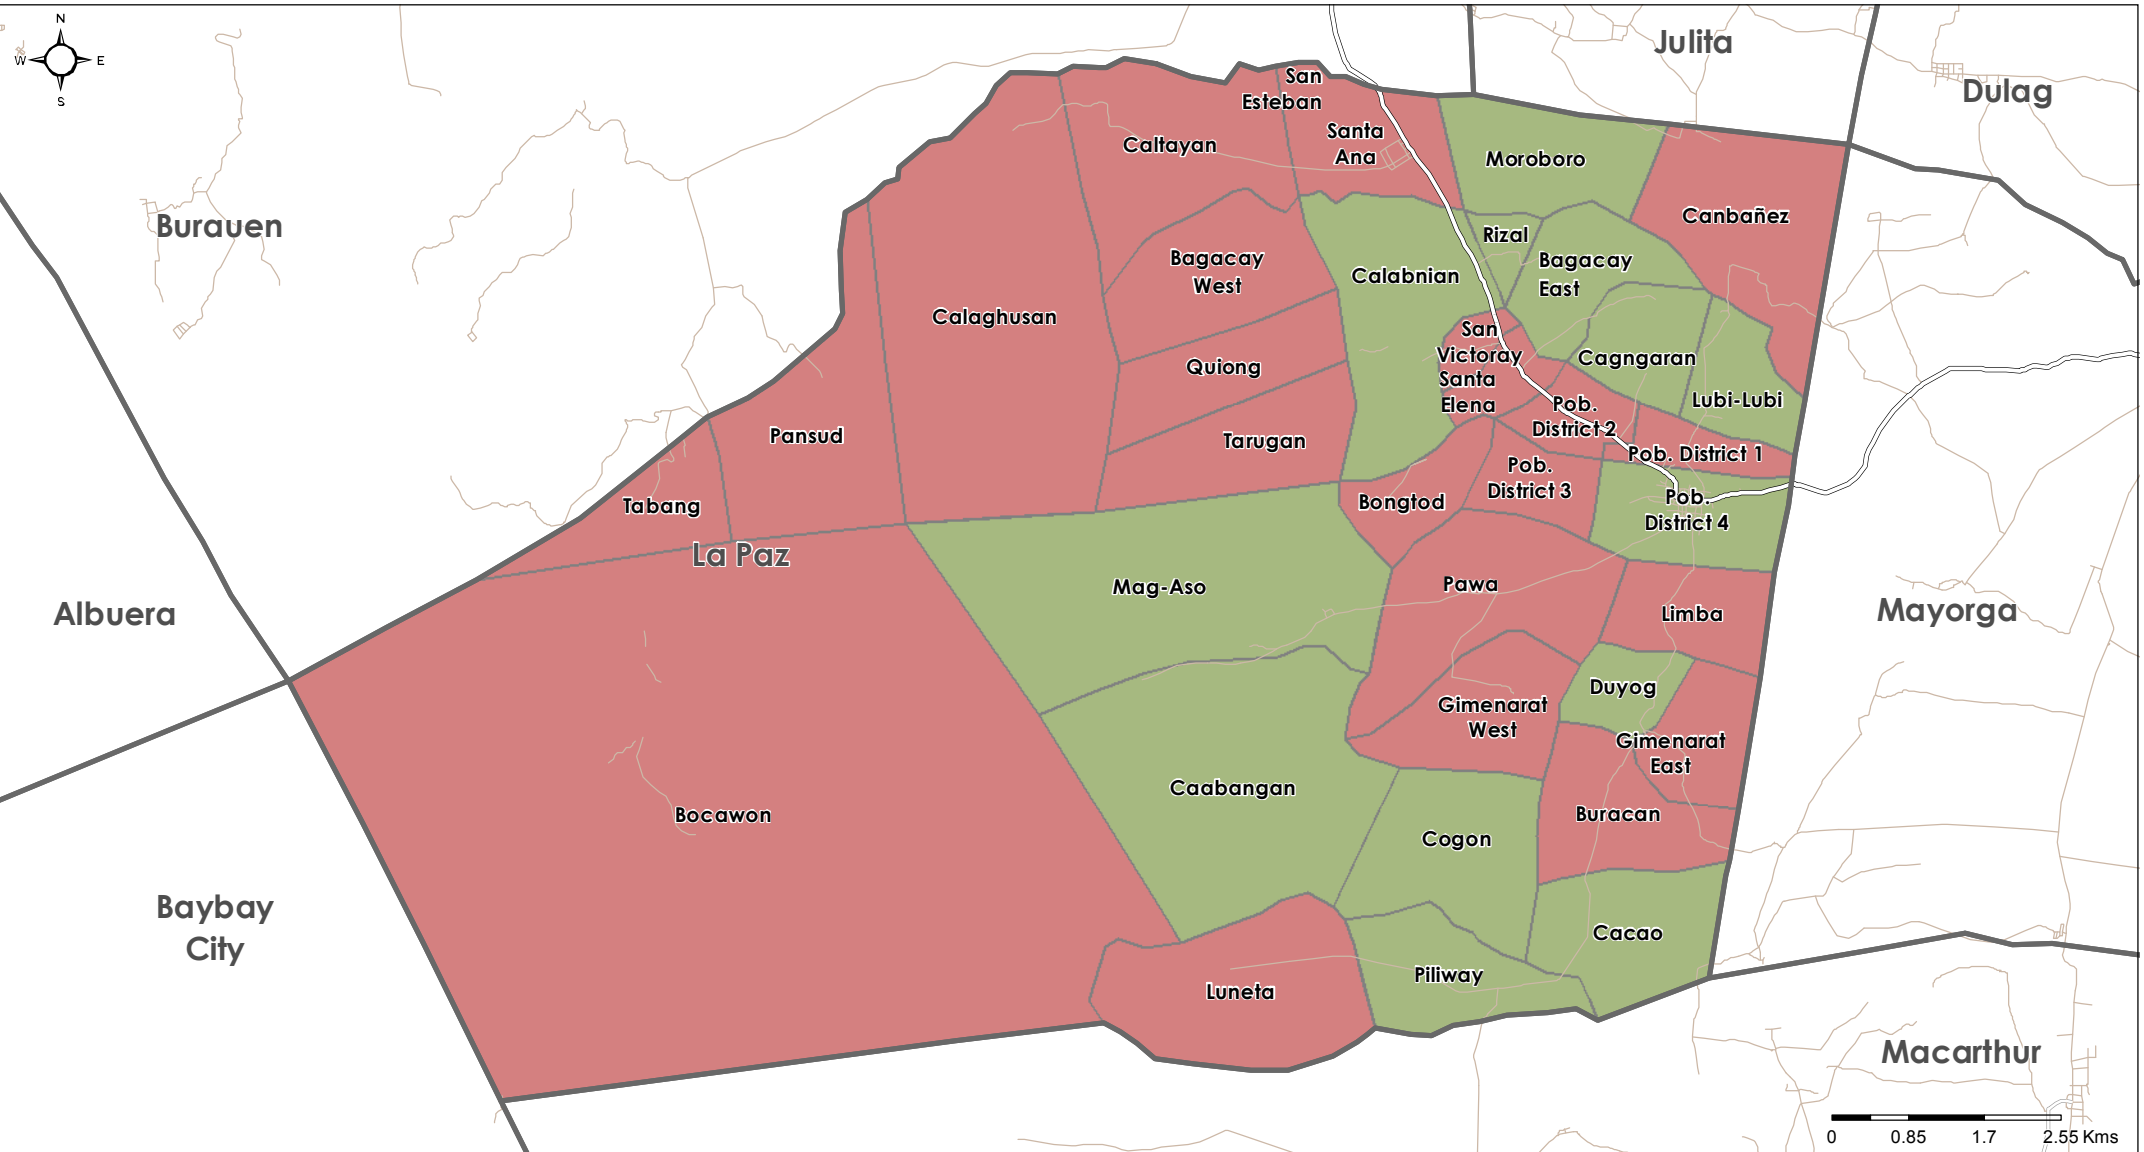 N
W
E
S
Julita
Dulag
Burauen
San
Esteban
Santa
Ana
Caltayan
Moroboro
Canbañez
Rizal
Bagacay
West
Calabnian
Bagacay
East
Calaghusan
San
Victoray
Santa
Elena
Cagngaran
Quiong
Lubi-Lubi
Pob.
District 2
Pansud
Tarugan
Pob. District 1
Pob.
District 3
Tabang
Bongtod
Pob.
District 4
La Paz
Mag-Aso
Pawa
Limba
Albuera
Mayorga
Duyog
Gimenarat
West
Gimenarat
East
Caabangan
Bocawon
Buracan
Cogon
Baybay
City
Cacao
Piliway
Luneta
Macarthur
0 0.85 1.7 2.55 Kms